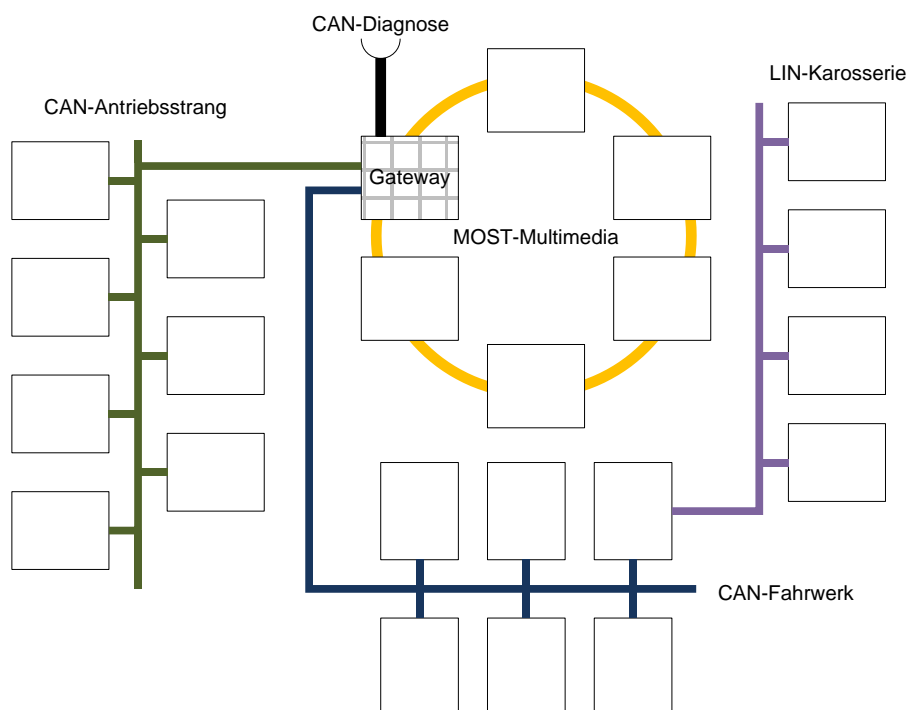 CAN-Diagnose
LIN-Karosserie
CAN-Antriebsstrang
Gateway
MOST-Multimedia
CAN-Fahrwerk